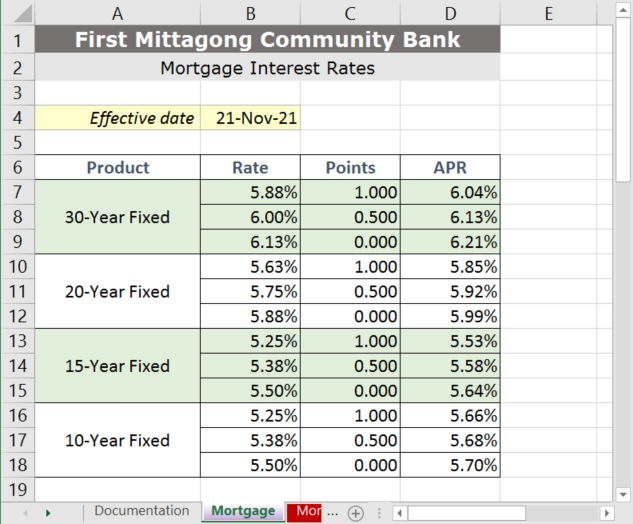 A B C D E
1 First Mittagong Community Bank
2 Mortgage Interest Rates
3
4 Effective date 21-Nov-21
5
6 Product Rate Points APR
7 5.88% 1.000 6.04%
8 30-Year Fixed 6.00% 0.500 6.13%
9 6.13% 0.000 6.21%
10 5.63% 1.000 5.85%
11 20-Year Fixed 5.75% 0.500 5.92%
12 5.88% 0.000 5.99%
13 5.25% 1.000 5.53%
14 15-Year Fixed 5.38% 0.500 5.58%
15 5.50% 0.000 5.64%
16 5.25% 1.000 5.66%
17 10-Year Fixed 5.38% 0.500 5.68%
18 5.50% 0.000 5.70%
19
Documentation Mortgage Mor ...